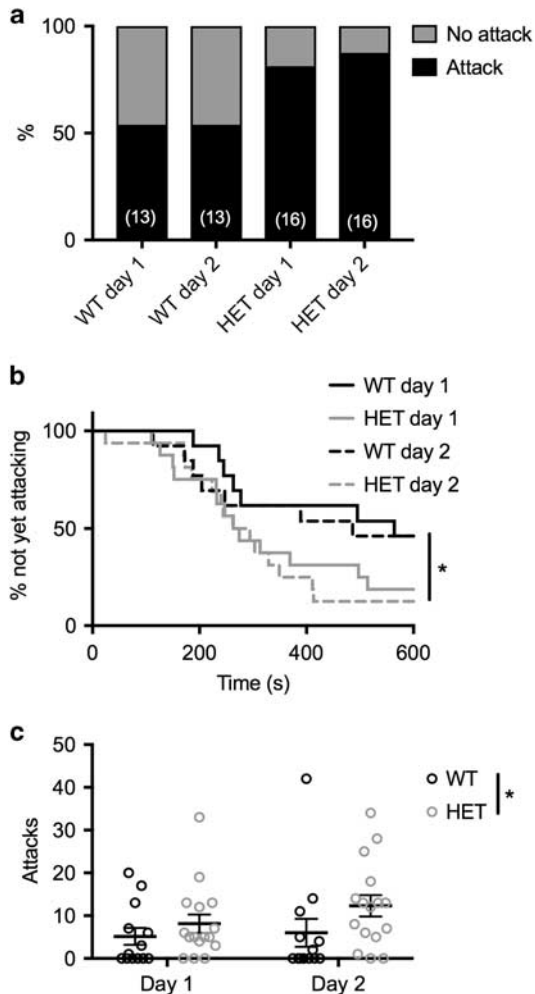 a
100
50
0
%
No attack
Attack
(13)
(13)
(16)
(16)
WT day 1
WT day 2
HET day 1
HET day 2
b
WT day 1
HET day 1
WT day 2
HET day 2
100
50
0
% not yet attacking
*
0
200
400
600
Time (s)
c
50
40
30
20
10
0
Attacks
WT
HET
*
Day 1
Day 2